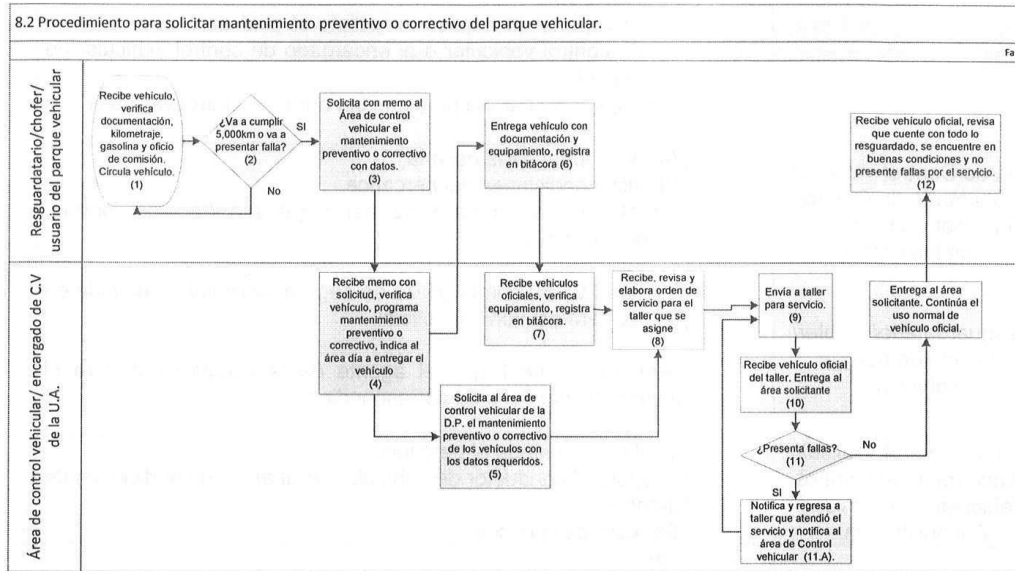 8.2 Procedimiento para solicitar mantenimiento preventivo o correctivo del parque vehicular.
Fa
Resguardatario/chofer/
usuario del parque vehicular
Recibe vehículo,
verifica
documentación,
kilometraje,
gasolina y oficio
de comisión.
Circula vehículo.
(1)
¿Va a cumplir
5,000km o va a
presentar falla?
(2)
SI
No
Solicita con memo al
Área de control
vehicular el
mantenimiento
preventivo o correctivo
con datos.
(3)
Entrega vehículo con
documentación y
equipamiento, registra
en bitácora (6)
Recibe vehículo oficial, revisa
que cuente con todo lo
resguardado, se encuentre en
buenas condiciones y no
presente fallas por el servicio.
(12)
Área de control vehicular/ encargado de C.V
de la U.A.
Recibe memo con
solicitud, verifica
vehículo, programa
mantenimiento
preventivo o
correctivo, indica al
área día a entregar el
vehículo
(4)
Solicita al área de
control vehicular de la
D.P. el mantenimiento
preventivo o correctivo
de los vehículos con
los datos requeridos.
(5)
Recibe vehículos
oficiales, verifica
equipamiento, registra
en bitácora.
(7)
Recibe, revisa y
elabora orden de
servicio para el
taller que se
asigne
(8)
Envía a taller
para servicio.
(9)
Recibe vehículo oficial
del taller. Entrega al
área solicitante
(10)
¿Presenta fallas?
(11)
No
SI
Notifica y regresa a
taller que atendió el
servicio y notifica al
área de Control
vehicular (11.A).
Entrega al área
solicitante. Continúa el
uso normal de
vehículo oficial.